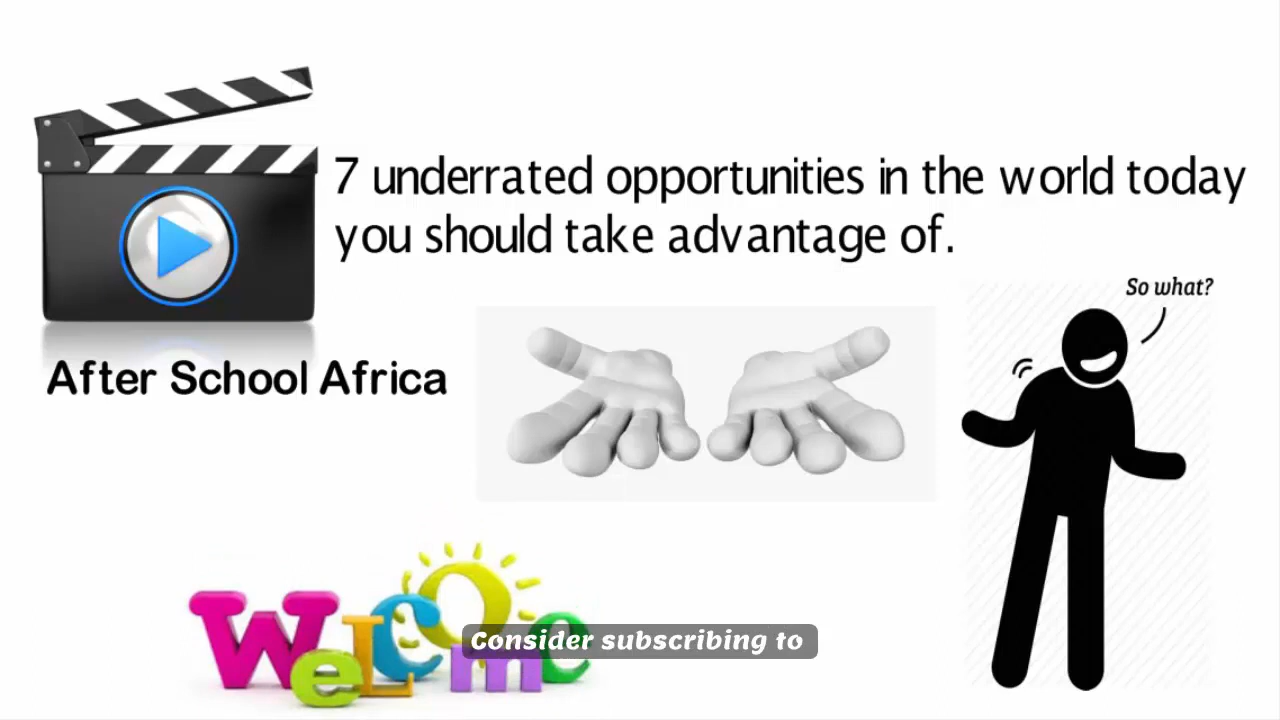 7 underrated opportunities in the world today
you should take advantage of.
So what?
After School Africa
Welcome
Consider subscribing to